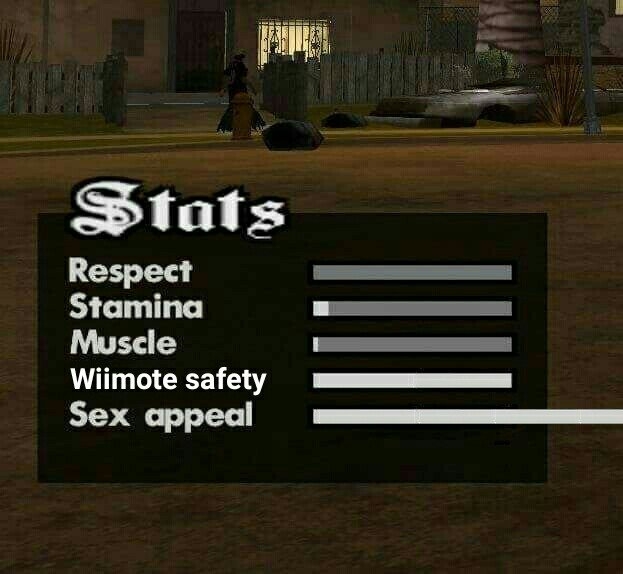 Stats
Respect
Stamina
Muscle
Wiimote safety
Sex appeal